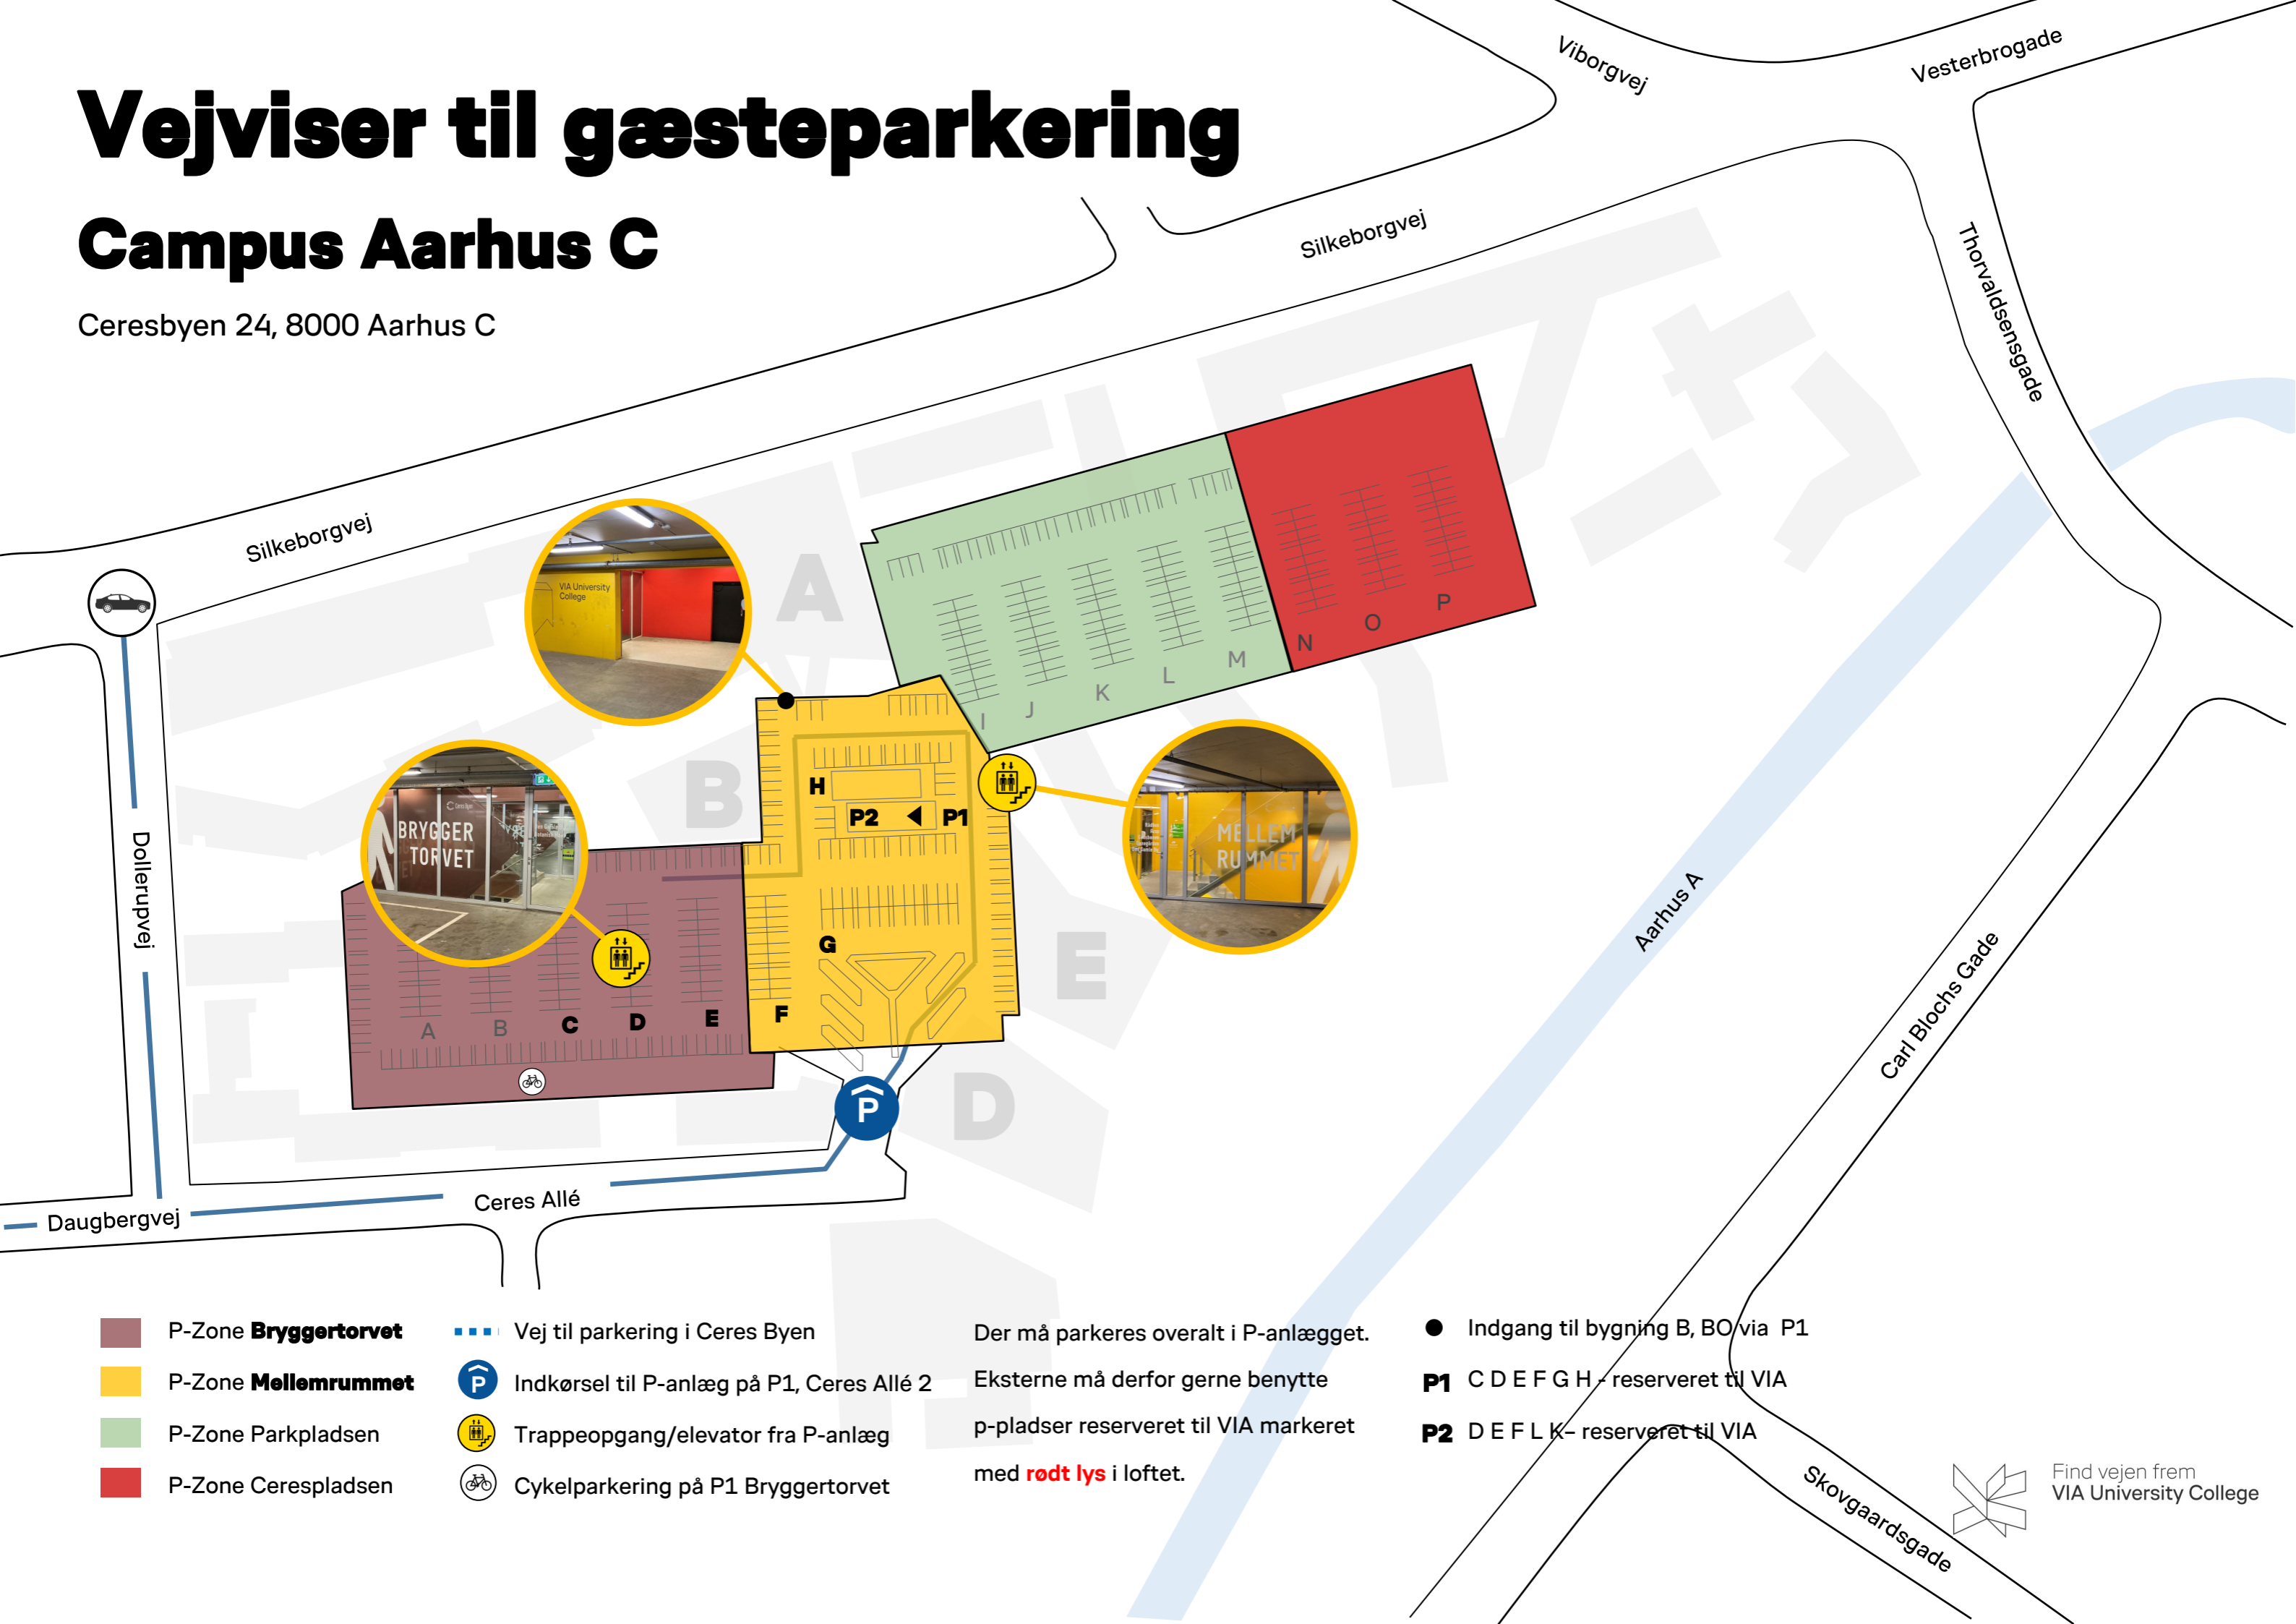 Vejviser til gæsteparkering
Campus Aarhus C
Ceresbyen 24, 8000 Aarhus C
Viborgvej
Vesterbrogade
Silkeborgvej
Thorvaldsensgade
Silkeborgvej
VIA University
College
A
B
H
P2
P1
I
J
K
L
M
N
O
P
BRYGGER
TORVET
MELLEM
RUMMET
Dollerupvej
G
E
Aarhus A
A
B
C
D
E
F
D
P
Carl Blochs Gade
Ceres Allé
Daugbergvej
P-Zone Bryggertorvet
P-Zone Mellemrummet
P-Zone Parkpladsen
P-Zone Cerespladsen
Vej til parkering i Ceres Byen
P Indkørsel til P-anlæg på P1, Ceres Allé 2
Trappeopgang/elevator fra P-anlæg
Cykelparkering på P1 Bryggertorvet
Der må parkeres overalt i P-anlægget.
Eksterne må derfor gerne benytte
p-pladser reserveret til VIA markeret
med rødt lys i loftet.
Indgang til bygning B, BO via P1
P1 C D E F G H - reserveret til VIA
P2 D E F L K– reserveret til VIA
Skovgaardsgade
Find vejen frem
VIA University College